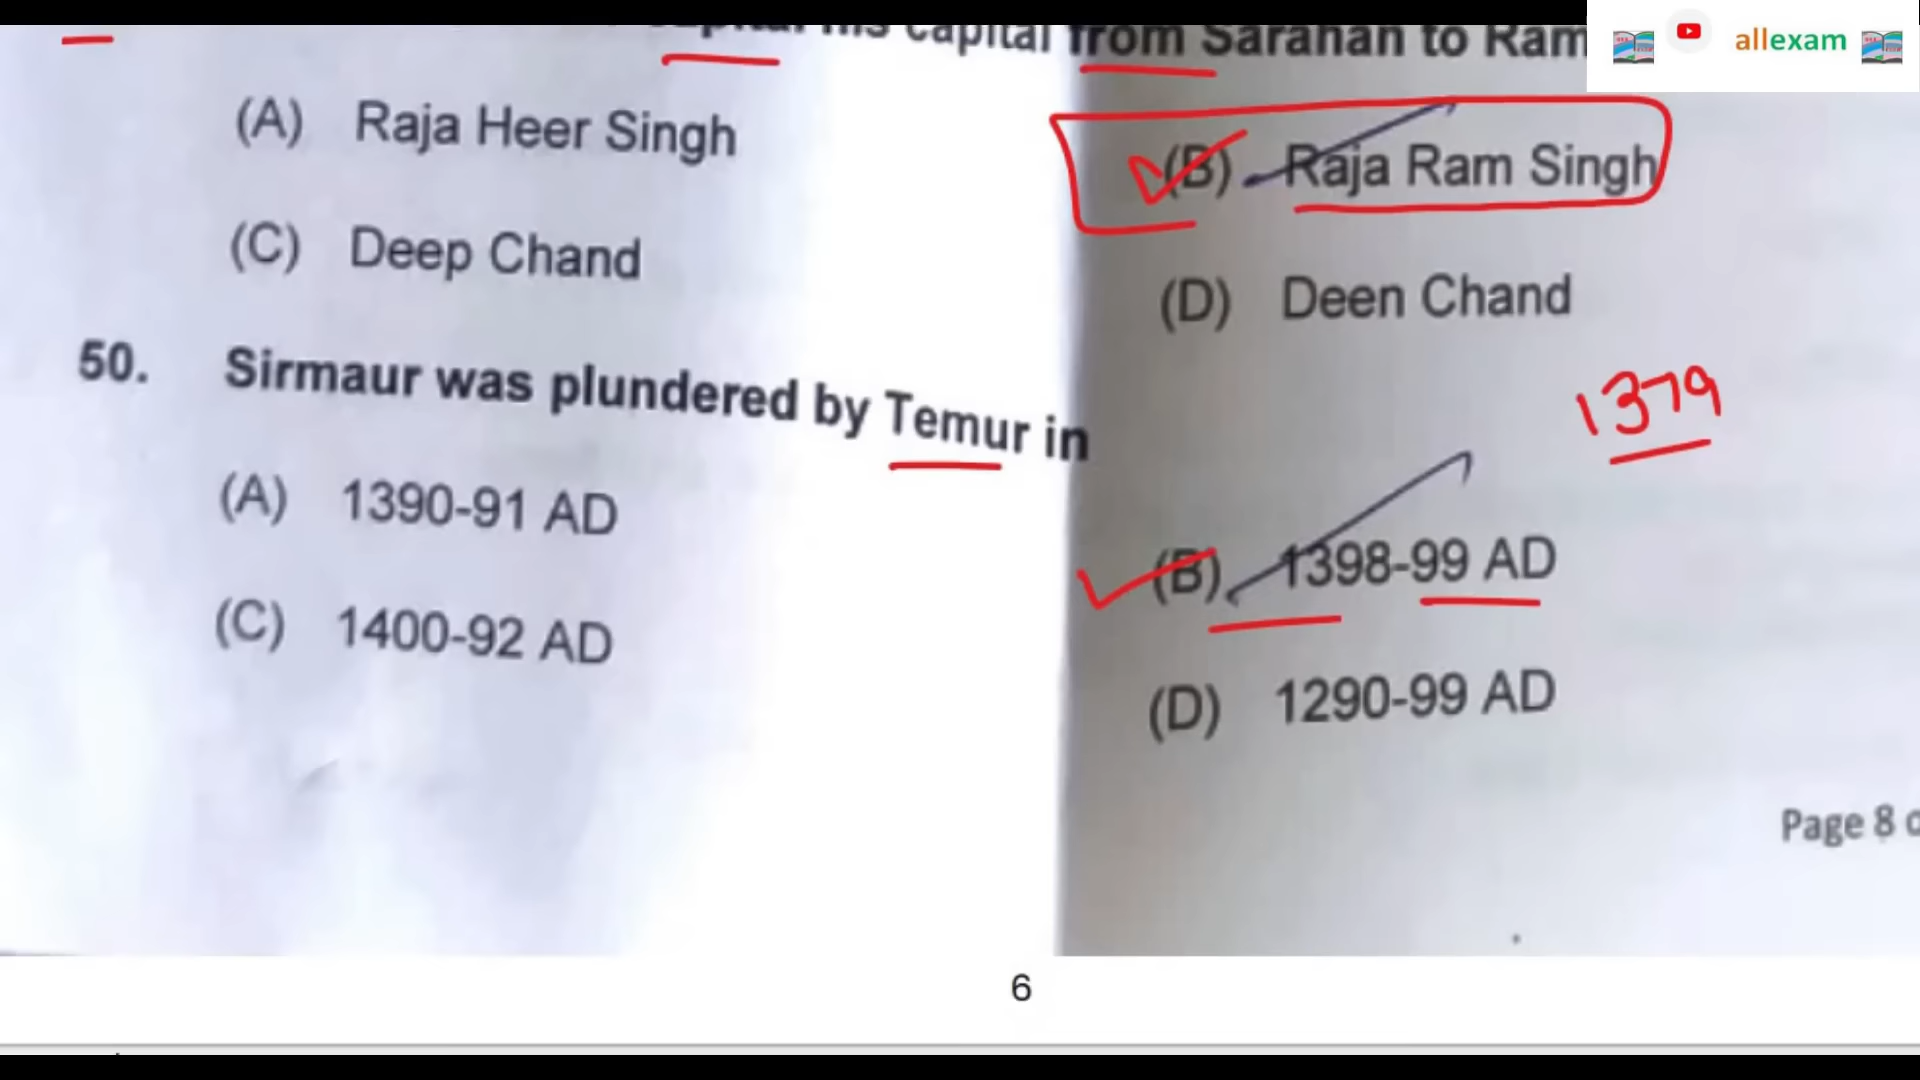 capital his capital from Sarahan to Ram
allexam
(A) Raja Heer Singh
(B) Raja Ram Singh
(C) Deep Chand
(D) Deen Chand
50. Sirmaur was plundered by Temur in
1379
(A) 1390-91 AD
(B) 1398-99 AD
(C) 1400-92 AD
(D) 1290-99 AD
Page 8
6